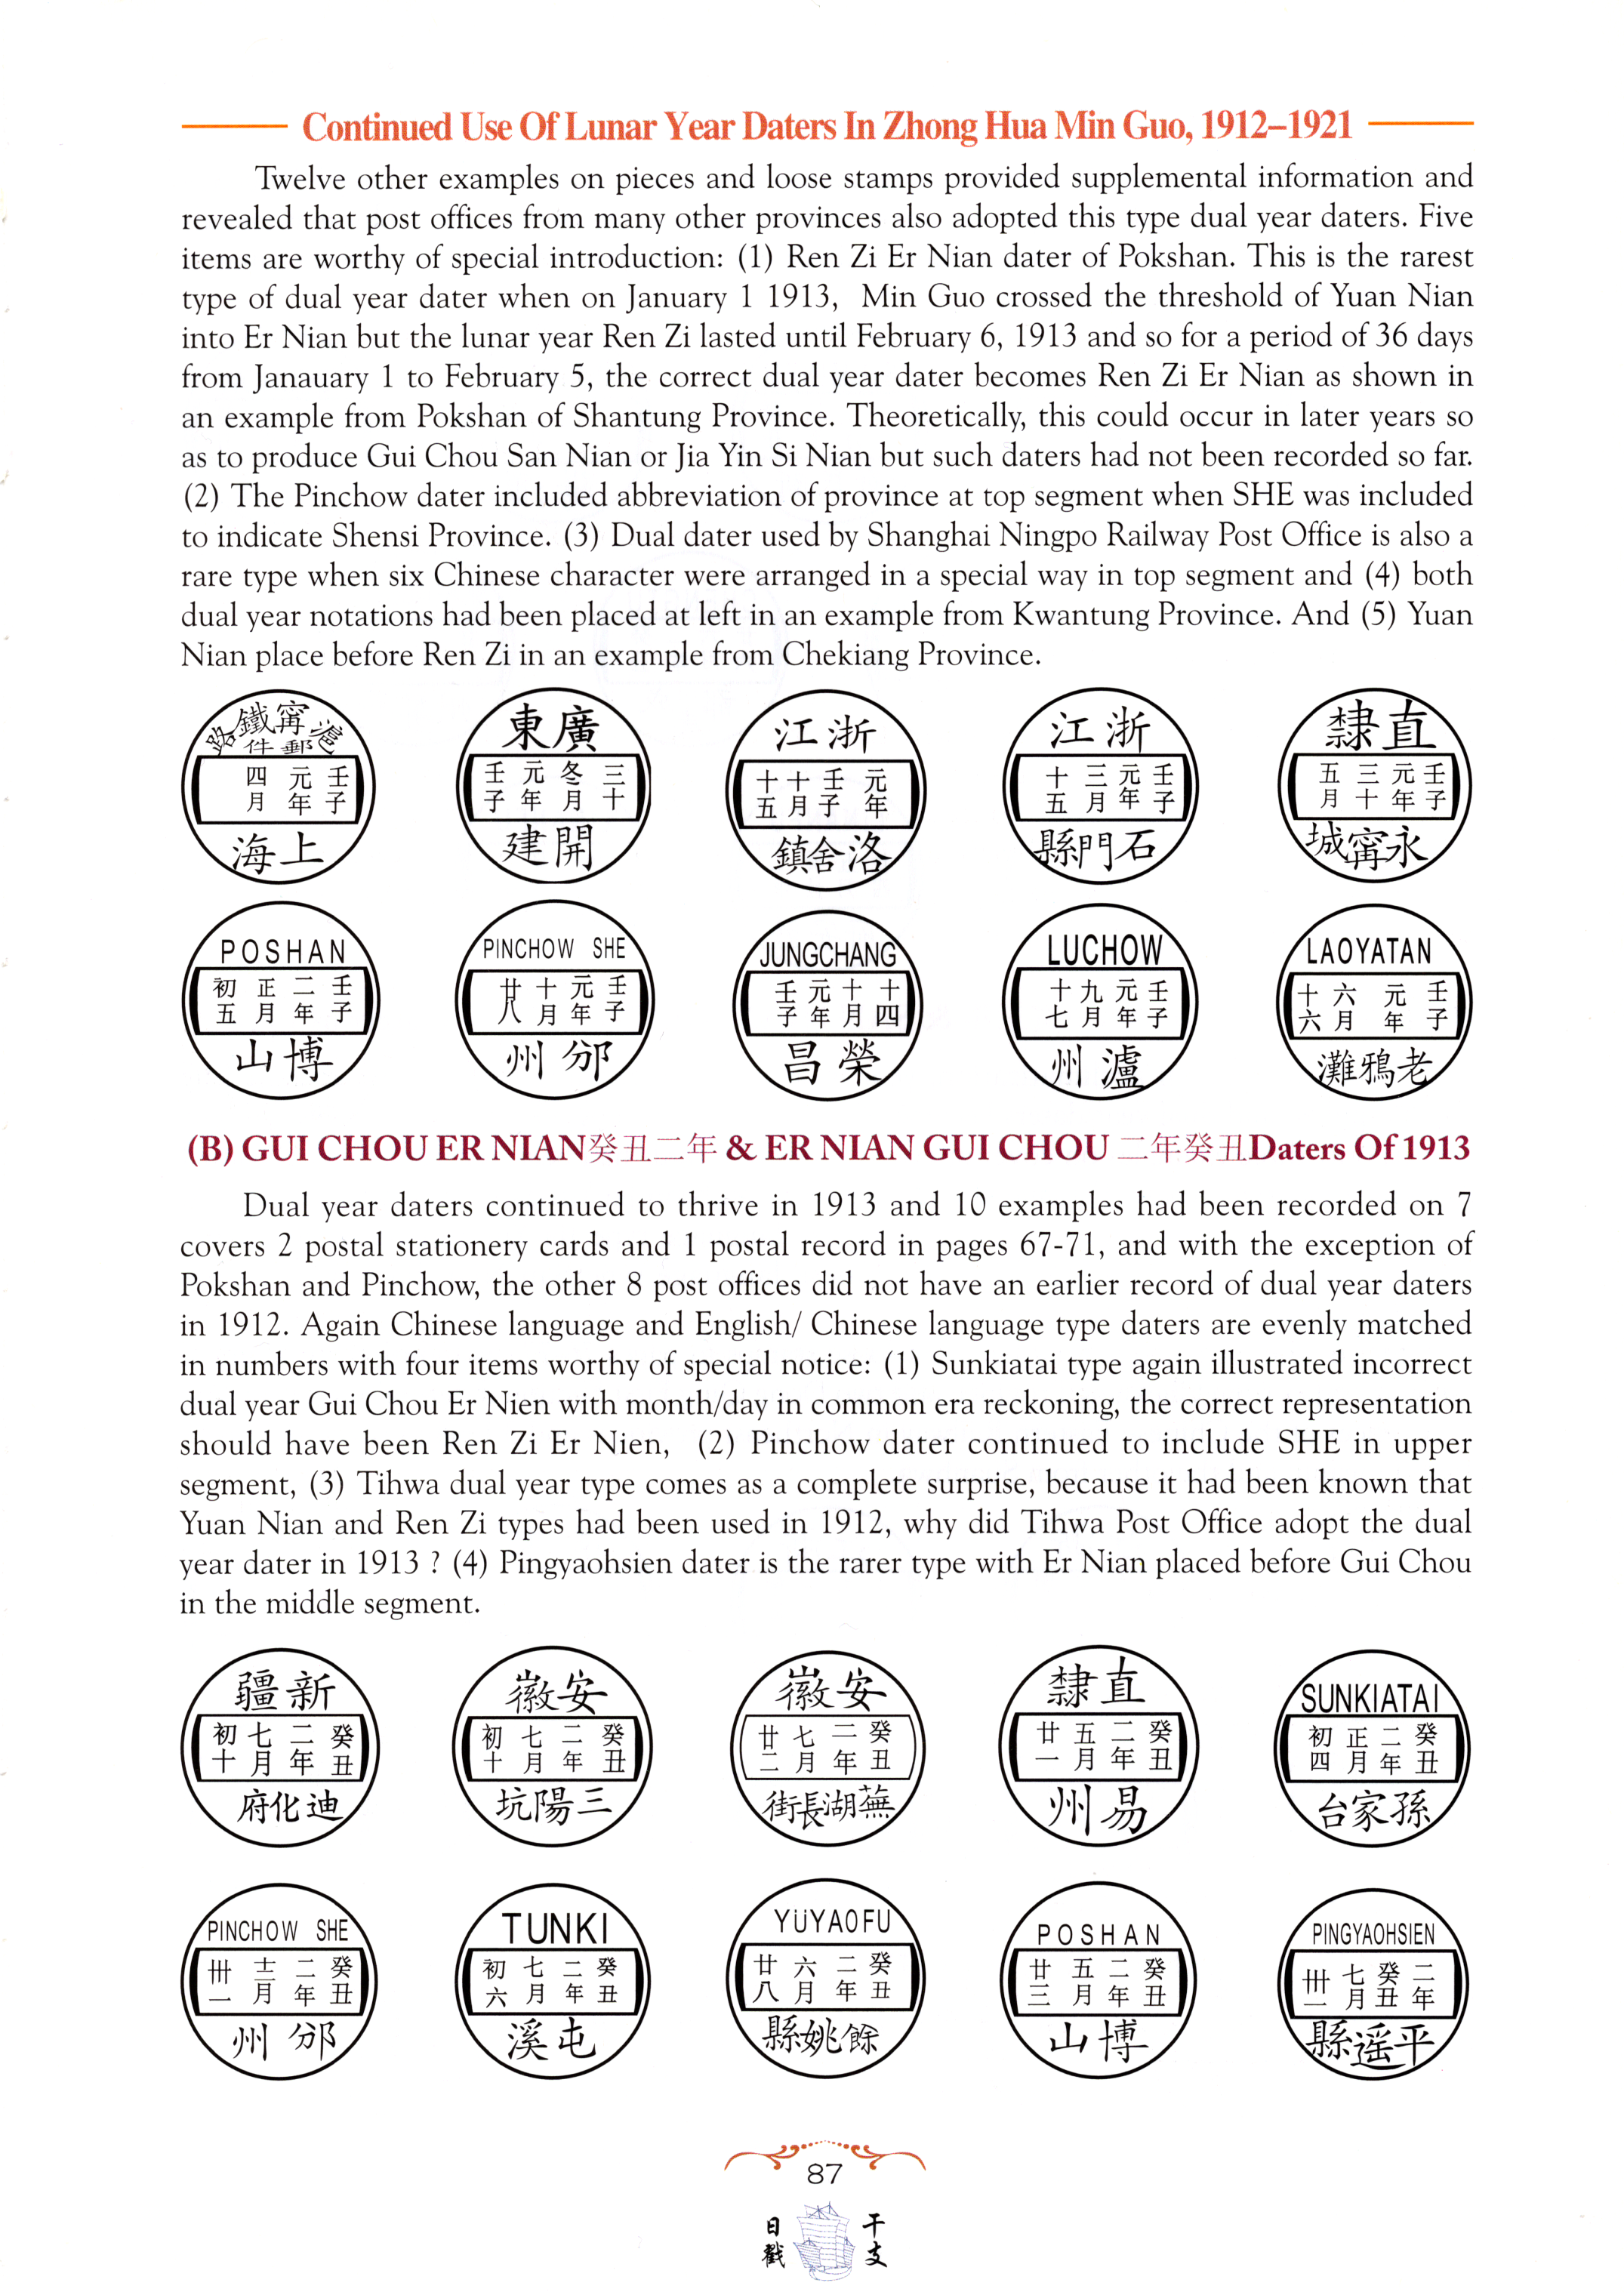 Continued Use Of Lunar Year Daters In Zhong Hua Min Guo, 1912–1921
Twelve other examples on pieces and loose stamps provided supplemental information and
revealed that post offices from many other provinces also adopted this type dual year daters. Five
items are worthy of special introduction: (1) Ren Zi Er Nian dater of Pokshan. This is the rarest
type of dual year dater when on January 1 1913, Min Guo crossed the threshold of Yuan Nian
into Er Nian but the lunar year Ren Zi lasted until February 6, 1913 and so for a period of 36 days
from Janauary 1 to February 5, the correct dual year dater becomes Ren Zi Er Nian as shown in
an example from Pokshan of Shantung Province. Theoretically, this could occur in later years so
as to produce Gui Chou San Nian or Jia Yin Si Nian but such daters had not been recorded so far.
(2) The Pinchow dater included abbreviation of province at top segment when SHE was included
to indicate Shensi Province. (3) Dual dater used by Shanghai Ningpo Railway Post Office is also a
rare type when six Chinese character were arranged in a special way in top segment and (4) both
dual year notations had been placed at left in an example from Kwantung Province. And (5) Yuan
Nian place before Ren Zi in an example from Chekiang Province.
滬甯鐵路
郵件
壬子
元年
四月
上海
廣東
三十
冬月
元年
壬子
開建
浙江
元年
壬子
十月
十五
洛舍鎮
浙江
壬子
元年
三月
十五
石門縣
直隸
壬子
元年
三十
五月
永甯城
POSHAN
壬子
二年
正月
初五
博山
PINCHOW SHE
壬子
元年
十月
廿八
邠州
JUNGCHANG
十四
十月
元年
壬子
榮昌
LUCHOW
壬子
元年
九月
十七
瀘州
LAOYATAN
壬子
元年
六月
十六
老鴉灘
(B) GUI CHOU ER NIAN癸丑二年 & ER NIAN GUI CHOU 二年癸丑Daters Of 1913
Dual year daters continued to thrive in 1913 and 10 examples had been recorded on 7
covers 2 postal stationery cards and 1 postal record in pages 67-71, and with the exception of
Pokshan and Pinchow, the other 8 post offices did not have an earlier record of dual year daters
in 1912. Again Chinese language and English/ Chinese language type daters are evenly matched
in numbers with four items worthy of special notice: (1) Sunkiatai type again illustrated incorrect
dual year Gui Chou Er Nien with month/day in common era reckoning, the correct representation
should have been Ren Zi Er Nien, (2) Pinchow dater continued to include SHE in upper
segment, (3) Tihwa dual year type comes as a complete surprise, because it had been known that
Yuan Nian and Ren Zi types had been used in 1912, why did Tihwa Post Office adopt the dual
year dater in 1913 ? (4) Pingyaohsien dater is the rarer type with Er Nian placed before Gui Chou
in the middle segment.
新疆
癸丑
二年
七月
初十
迪化府
安徽
癸丑
二年
七月
初十
三陽坑
安徽
癸丑
二年
七月
廿二
蕪湖長街
直隸
癸丑
二年
五月
廿一
易州
SUNKIATAI
癸丑
二年
正月
初四
孫家台
PINCHOW SHE
癸丑
二年
十二月
卅一
邠州
TUNKI
癸丑
二年
七月
初六
屯溪
YÜYAOFU
癸丑
二年
六月
廿八
餘姚縣
POSHAN
癸丑
二年
五月
廿三
博山
PINGYAOHSIEN
二年
癸丑
七月
卅一
平遥縣
87
干支
日戳